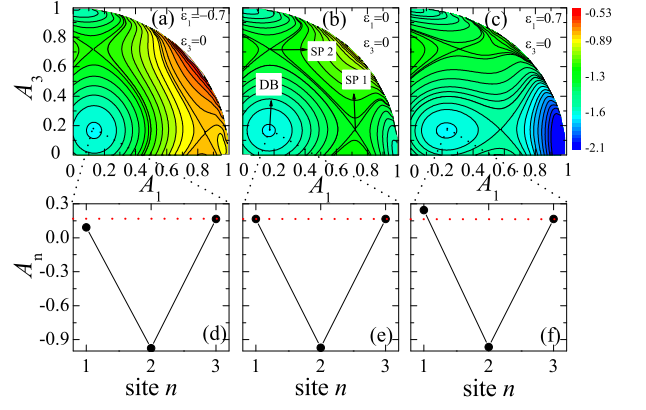 (a) ε1=−0.7
ε3=0
(b) ε1=0
ε3=0
(c) ε1=0.7
ε3=0
SP 2
SP 1
DB
A3
1
0.8
0.6
0.4
0.2
0
0 0.2 0.4 0.6 0.8 1
0 0.2 0.4 0.6 0.8 1
0 0.2 0.4 0.6 0.8 1
A1
A1
A1
-0.53
-0.89
-1.3
-1.6
-2.1
An
0.3
0.0
-0.3
-0.6
-0.9
(d)
(e)
(f)
1 2 3
1 2 3
1 2 3
site n
site n
site n